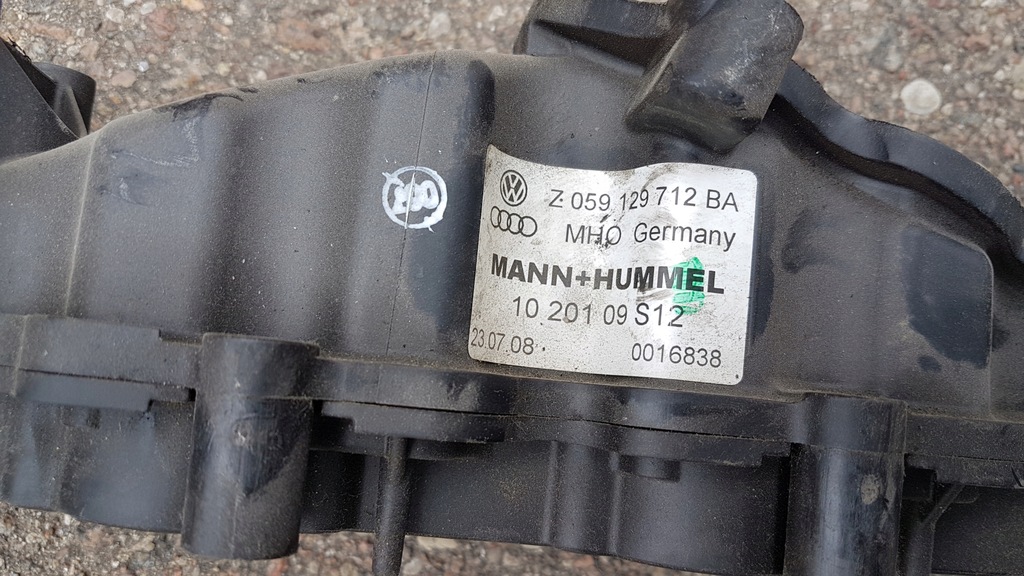 Z 059 129 712 BA
MHO Germany
MANN+HUMMEL
10 201 09 S12
23.07.08
0016838